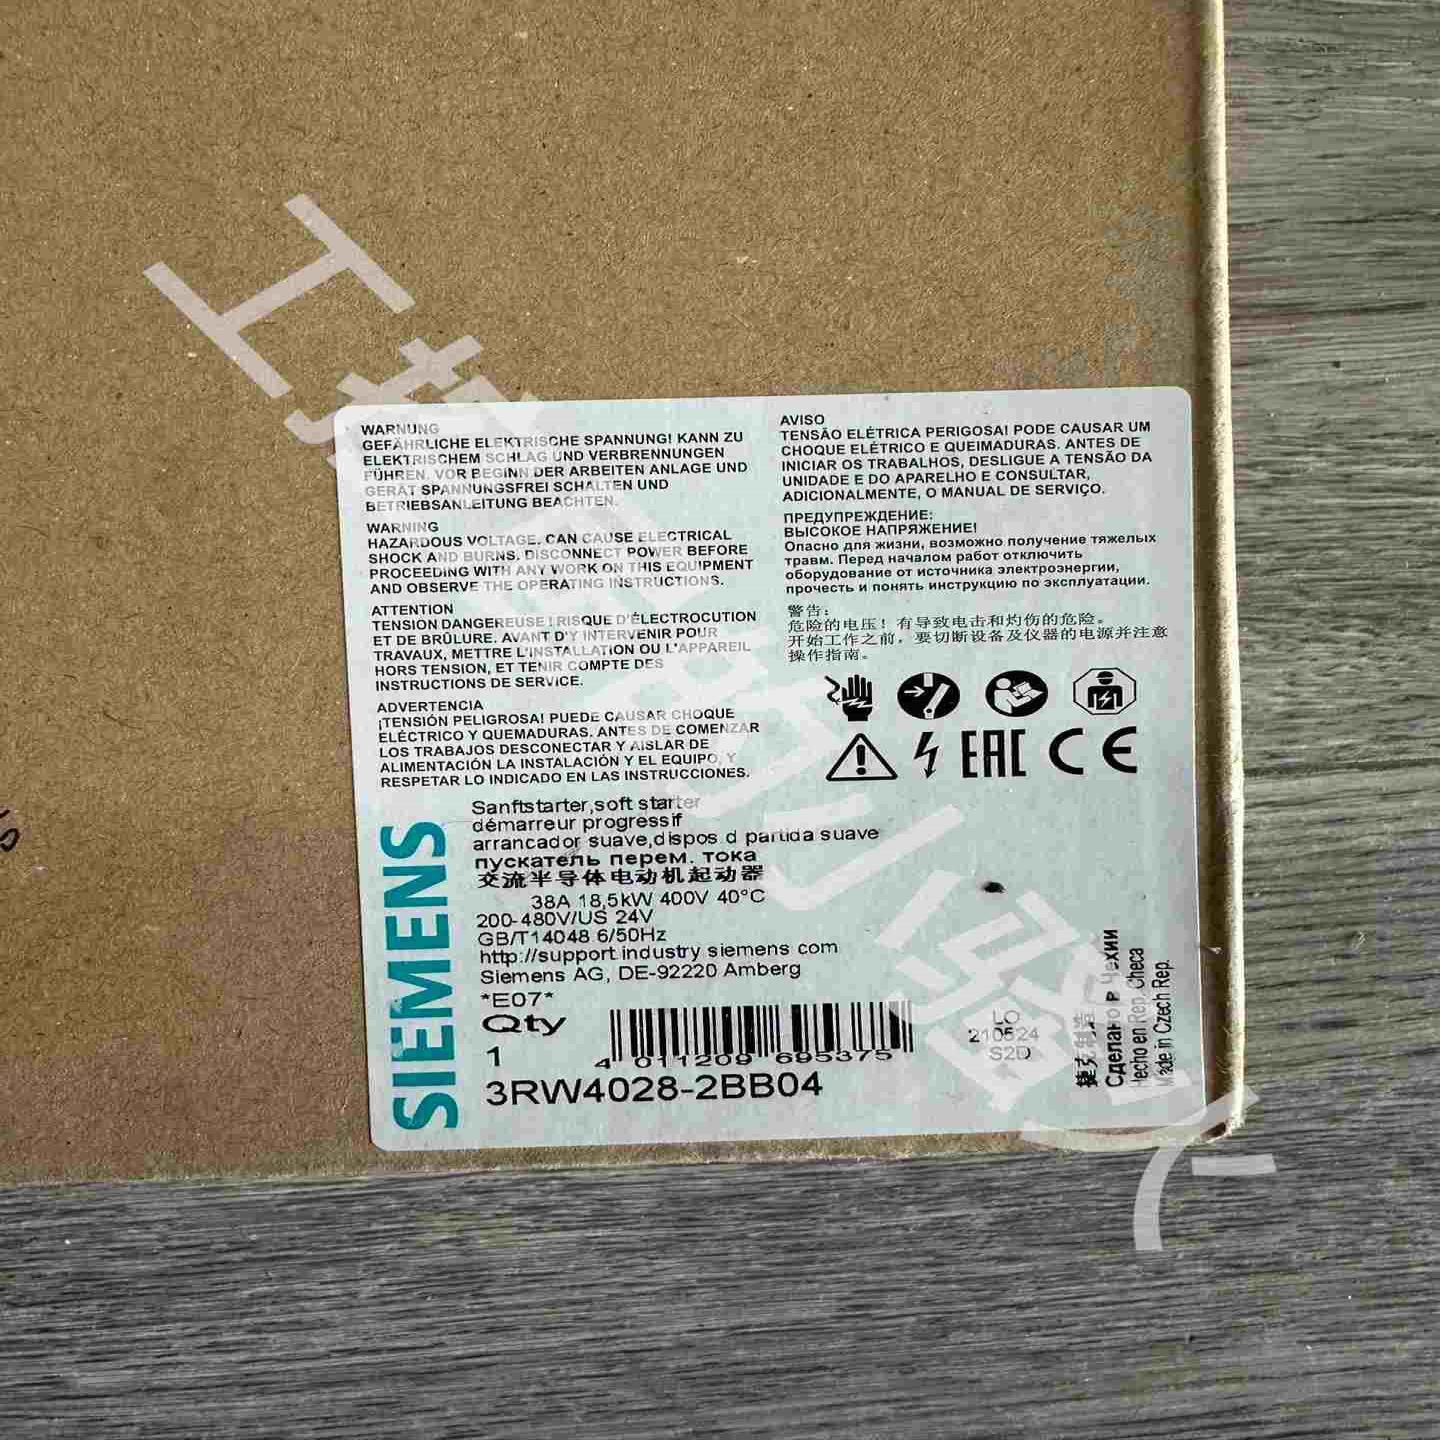 WARNUNG
GEFÄHRLICHE ELEKTRISCHE SPANNUNG! KANN ZU
ELEKTRISCHEM SCHLAG UND VERBRENNUNGEN
FÜHREN. VOR BEGINN DER ARBEITEN ANLAGE UND
GERÄT SPANNUNGSFREI SCHALTEN UND
BETRIEBSANLEITUNG BEACHTEN.
WARNING
HAZARDOUS VOLTAGE. CAN CAUSE ELECTRICAL
SHOCK AND BURNS. DISCONNECT POWER BEFORE
PROCEEDING WITH ANY WORK ON THIS EQUIPMENT
AND OBSERVE THE OPERATING INSTRUCTIONS.
ATTENTION
TENSION DANGEREUSE ! RISQUE D'ÉLECTROCUTION
ET DE BRÛLURE. AVANT D'Y INTERVENIR POUR
TRAVAUX, METTRE L'INSTALLATION OU L'APPAREIL
HORS TENSION, ET TENIR COMPTE DES
INSTRUCTIONS DE SERVICE.
ADVERTENCIA
¡TENSIÓN PELIGROSA! PUEDE CAUSAR CHOQUE
ELÉCTRICO Y QUEMADURAS. ANTES DE COMENZAR
LOS TRABAJOS DESCONECTAR Y AISLAR DE
ALIMENTACIÓN LA INSTALACIÓN Y EL EQUIPO, Y
RESPETAR LO INDICADO EN LAS INSTRUCCIONES.
AVISO
TENSÃO ELÉTRICA PERIGOSA! PODE CAUSAR UM
CHOQUE ELÉTRICO E QUEIMADURAS. ANTES DE
INICIAR OS TRABALHOS, DESLIGUE A TENSÃO DA
UNIDADE E DO APARELHO E CONSULTAR,
ADICIONALMENTE, O MANUAL DE SERVIÇO.
ПРЕДУПРЕЖДЕНИЕ:
ВЫСОКОЕ НАПРЯЖЕНИЕ!
Опасно для жизни, возможно получение тяжелых
травм. Перед началом работ отключить
оборудование от источника электроэнергии,
прочесть и понять инструкцию по эксплуатации.
警告：
危险的电压！有导致电击和灼伤的危险。
开始工作之前，要切断设备及仪器的电源并注意
操作指南。
EAC CE
SIEMENS
Sanftstarter,soft starter
démarreur progressif
arrancador suave,dispos.d partida suave
пускатель перем. тока
交流半导体电动机起动器
38A 18,5kW 400V 40°C
200-480V/US 24V
GB/T14048.6/50Hz
http://support.industry.siemens.com
Siemens AG, DE-92220 Amberg
*E07*
Qty
1
4 011209 695375
3RW4028-2BB04
LO
210524
S2D
捷克制造
Сделано в Чехии
Hecho en Rep. Checa
Made in Czech Rep.